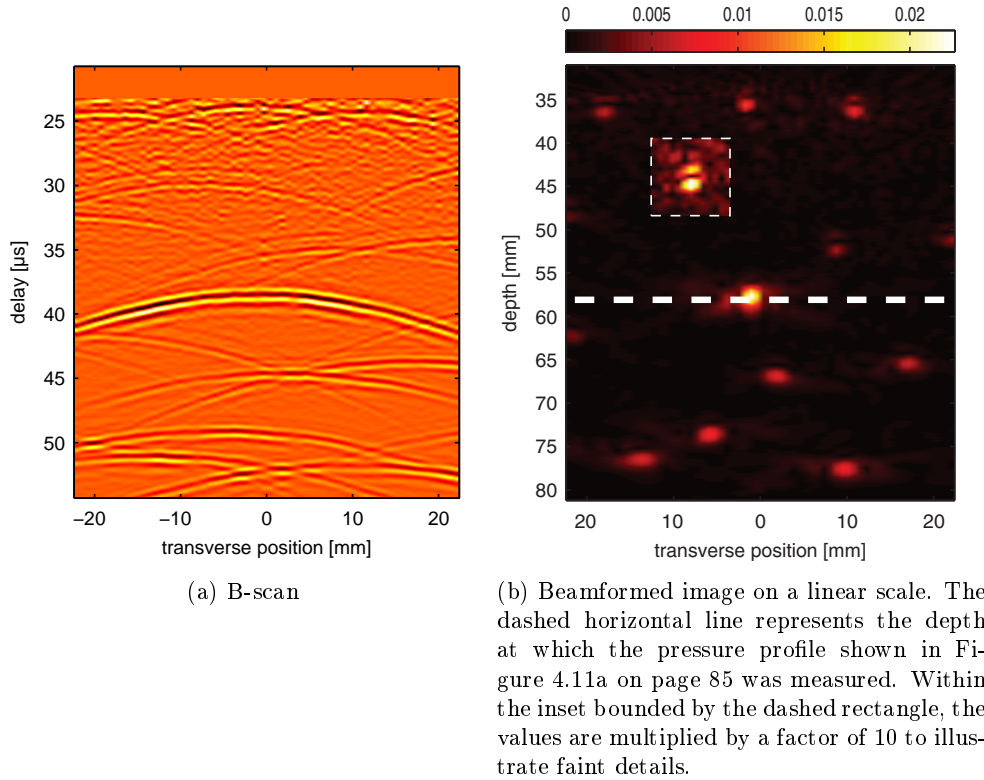 0 0.005 0.01 0.015 0.02
25
30
35
40
45
50
delay [µs]
−20 −10 0 10 20
transverse position [mm]
35
40
45
50
55
60
65
70
75
80
depth [mm]
20 10 0 10 20
transverse position [mm]
(a) B-scan
(b) Beamformed image on a linear scale. The
dashed horizontal line represents the depth
at which the pressure profile shown in Fi-
gure 4.11a on page 85 was measured. Within
the inset bounded by the dashed rectangle, the
values are multiplied by a factor of 10 to illus-
trate faint details.